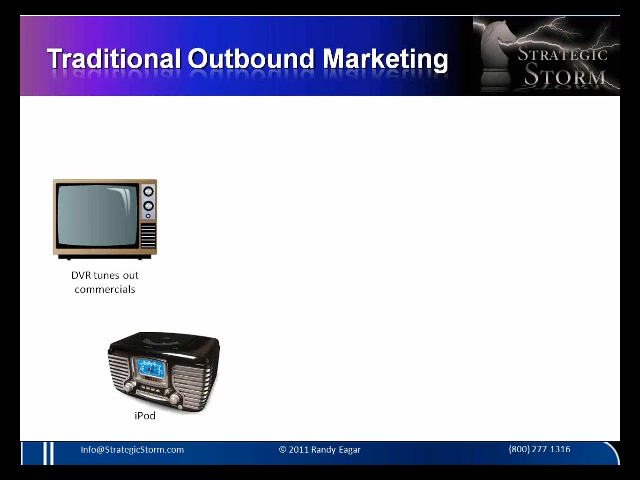 Traditional Outbound Marketing
STRATEGIC
STORM
DVR tunes out
commercials
iPod
Info@StrategicStorm.com
© 2011 Randy Eagar
(800) 277 1316